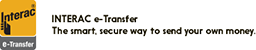 Interac
e-Transfer
INTERAC e-Transfer
The smart, secure way to send your own money.